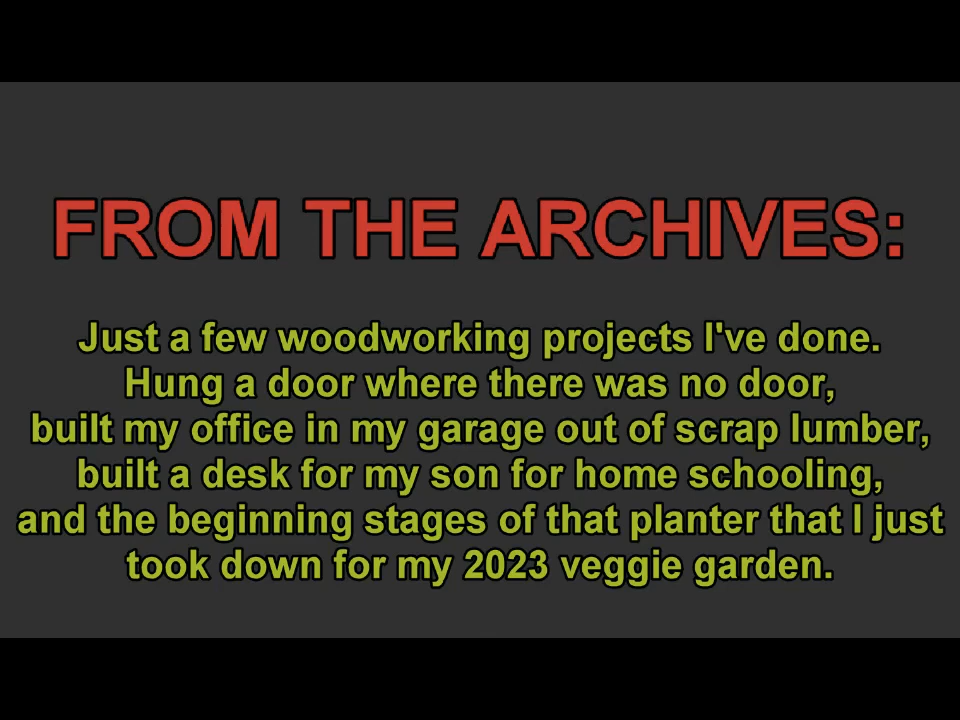 FROM THE ARCHIVES:
Just a few woodworking projects I've done.
Hung a door where there was no door,
built my office in my garage out of scrap lumber,
built a desk for my son for home schooling,
and the beginning stages of that planter that I just
took down for my 2023 veggie garden.